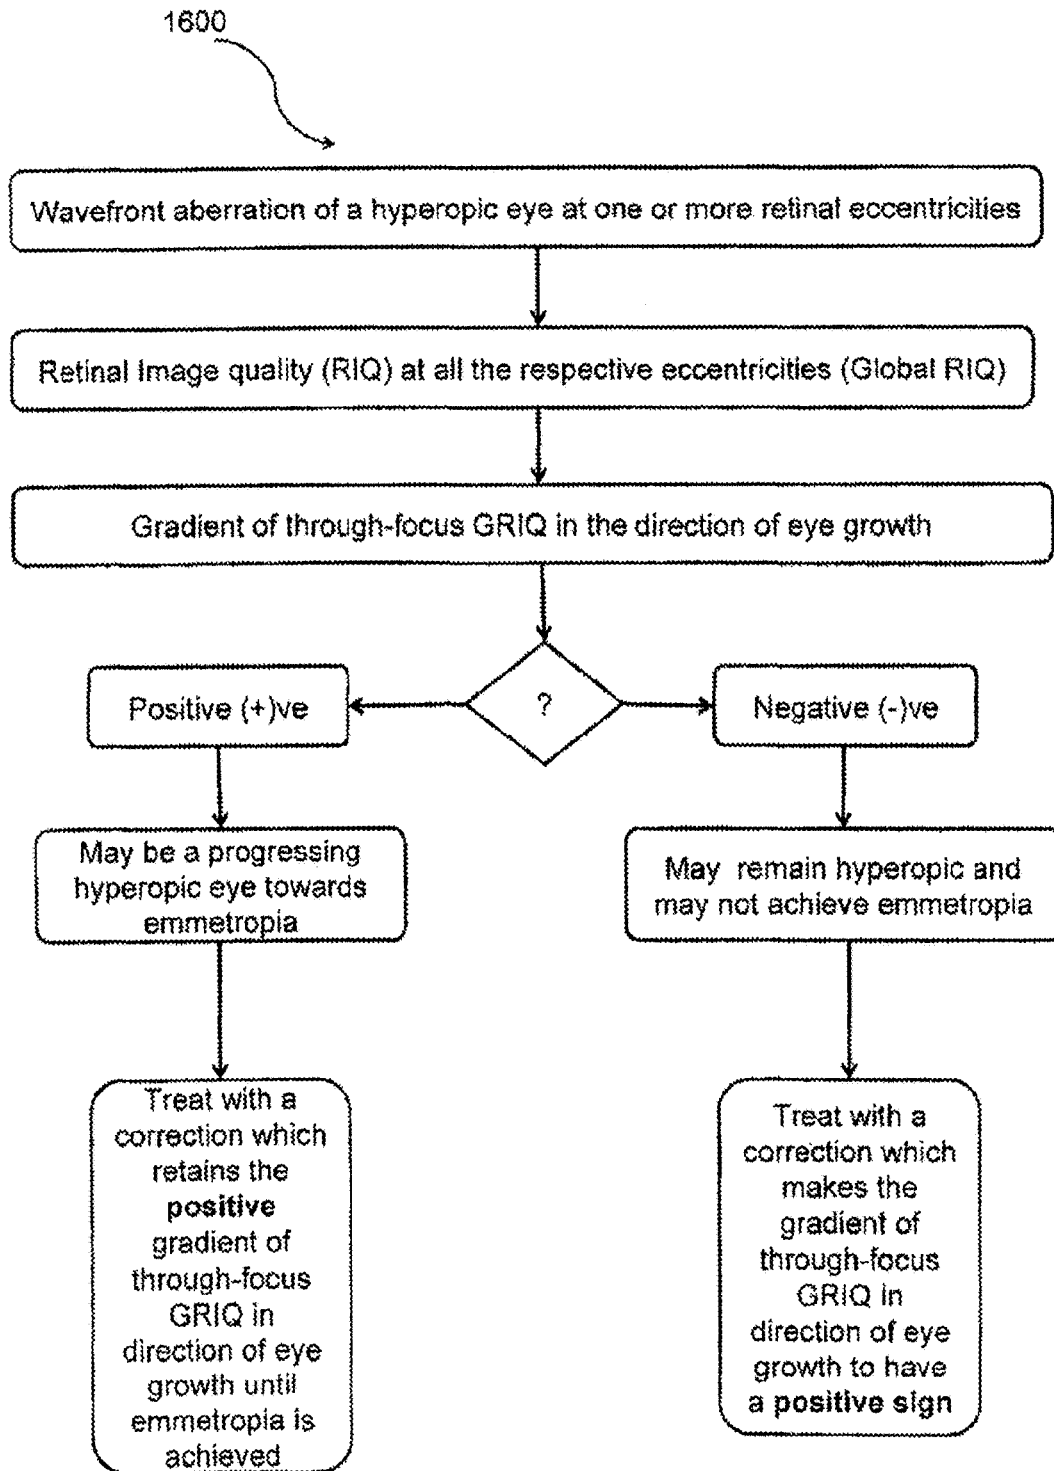 1600
Wavefront aberration of a hyperopic eye at one or more retinal eccentricities
Retinal Image quality (RIQ) at all the respective eccentricities (Global RIQ)
Gradient of through-focus GRIQ in the direction of eye growth
?
Positive (+)ve
Negative (-)ve
May be a progressing
hyperopic eye towards
emmetropia
May remain hyperopic and
may not achieve emmetropia
Treat with a
correction which
retains the
positive
gradient of
through-focus
GRIQ in
direction of eye
growth until
emmetropia is
achieved
Treat with a
correction which
makes the
gradient of
through-focus
GRIQ in
direction of eye
growth to have
a positive sign